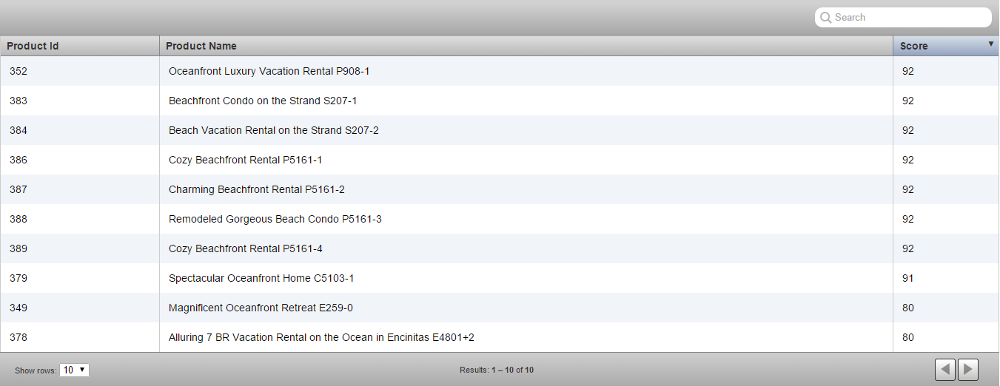 Search
Product Id Product Name Score ▼
352 Oceanfront Luxury Vacation Rental P908-1 92
383 Beachfront Condo on the Strand S207-1 92
384 Beach Vacation Rental on the Strand S207-2 92
386 Cozy Beachfront Rental P5161-1 92
387 Charming Beachfront Rental P5161-2 92
388 Remodeled Gorgeous Beach Condo P5161-3 92
389 Cozy Beachfront Rental P5161-4 92
379 Spectacular Oceanfront Home C5103-1 91
349 Magnificent Oceanfront Retreat E259-0 80
378 Alluring 7 BR Vacation Rental on the Ocean in Encinitas E4801+2 80
Show rows: 10 ▼ Results: 1 – 10 of 10